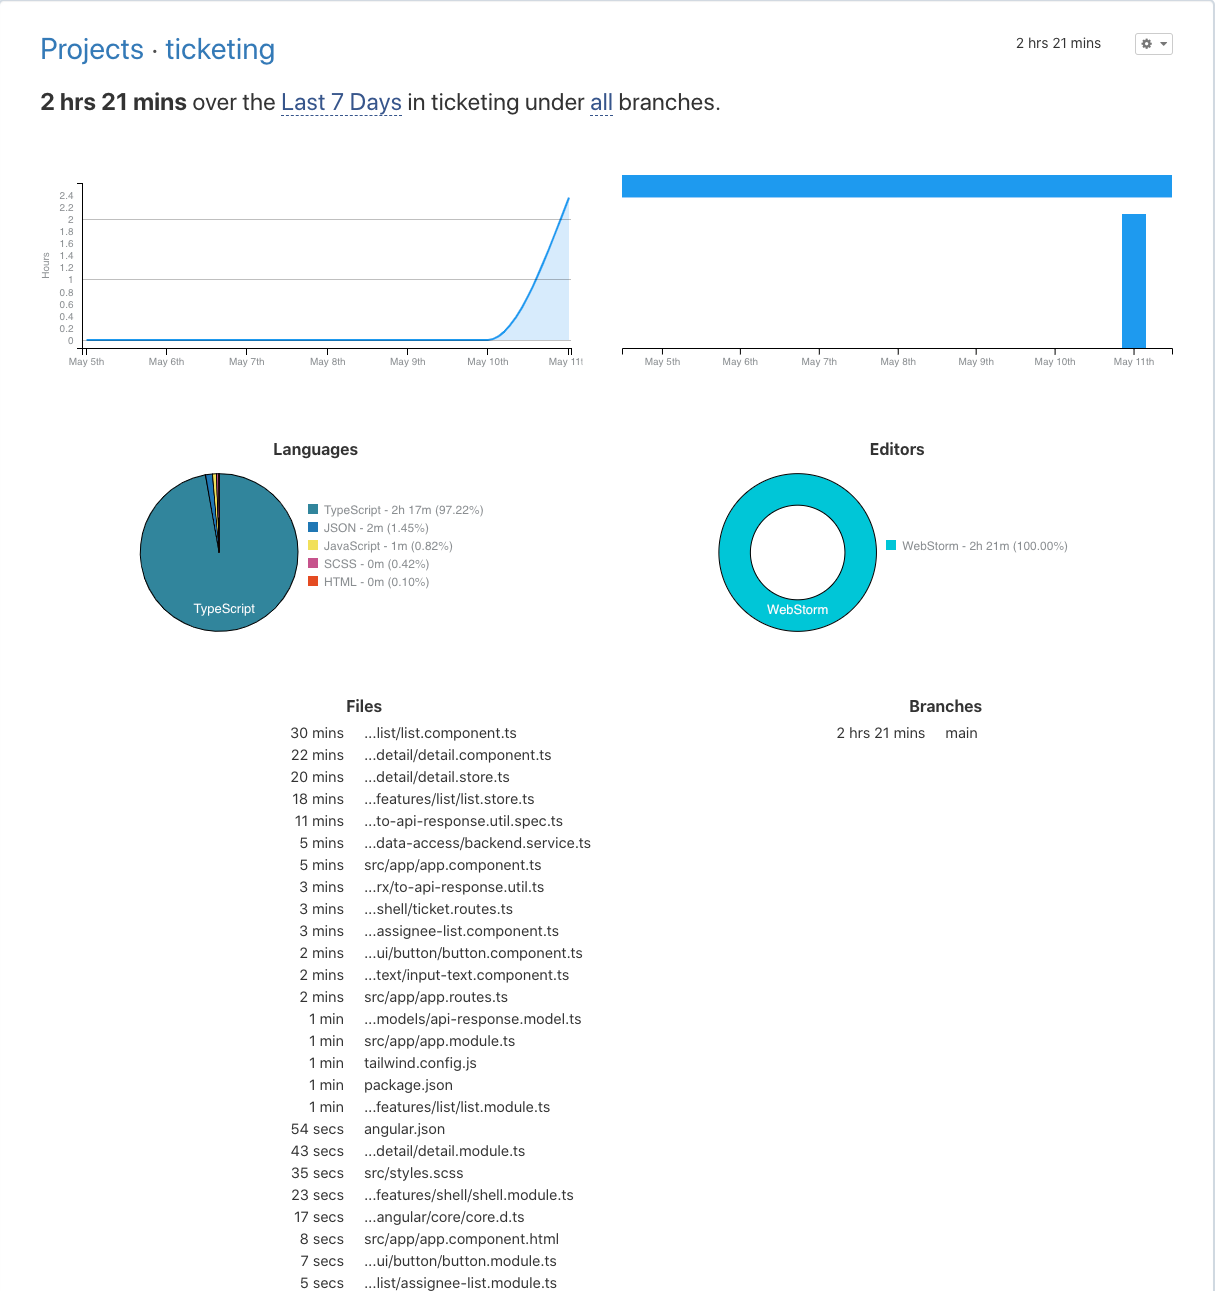 Projects · ticketing
2 hrs 21 mins
2 hrs 21 mins over the Last 7 Days in ticketing under all branches.
Hours
2.4
2.2
2
1.8
1.6
1.4
1.2
1
0.8
0.6
0.4
0.2
0
May 5th May 6th May 7th May 8th May 9th May 10th May 11t
May 5th May 6th May 7th May 8th May 9th May 10th May 11th
Languages
TypeScript
TypeScript - 2h 17m (97.22%)
JSON - 2m (1.45%)
JavaScript - 1m (0.82%)
SCSS - 0m (0.42%)
HTML - 0m (0.10%)
Editors
WebStorm
WebStorm - 2h 21m (100.00%)
Files
30 mins ...list/list.component.ts
22 mins ...detail/detail.component.ts
20 mins ...detail/detail.store.ts
18 mins ...features/list/list.store.ts
11 mins ...to-api-response.util.spec.ts
5 mins ...data-access/backend.service.ts
5 mins src/app/app.component.ts
3 mins ...rx/to-api-response.util.ts
3 mins ...shell/ticket.routes.ts
3 mins ...assignee-list.component.ts
2 mins ...ui/button/button.component.ts
2 mins ...text/input-text.component.ts
2 mins src/app/app.routes.ts
1 min ...models/api-response.model.ts
1 min src/app/app.module.ts
1 min tailwind.config.js
1 min package.json
1 min ...features/list/list.module.ts
54 secs angular.json
43 secs ...detail/detail.module.ts
35 secs src/styles.scss
23 secs ...features/shell/shell.module.ts
17 secs ...angular/core/core.d.ts
8 secs src/app/app.component.html
7 secs ...ui/button/button.module.ts
5 secs ...list/assignee-list.module.ts
Branches
2 hrs 21 mins main